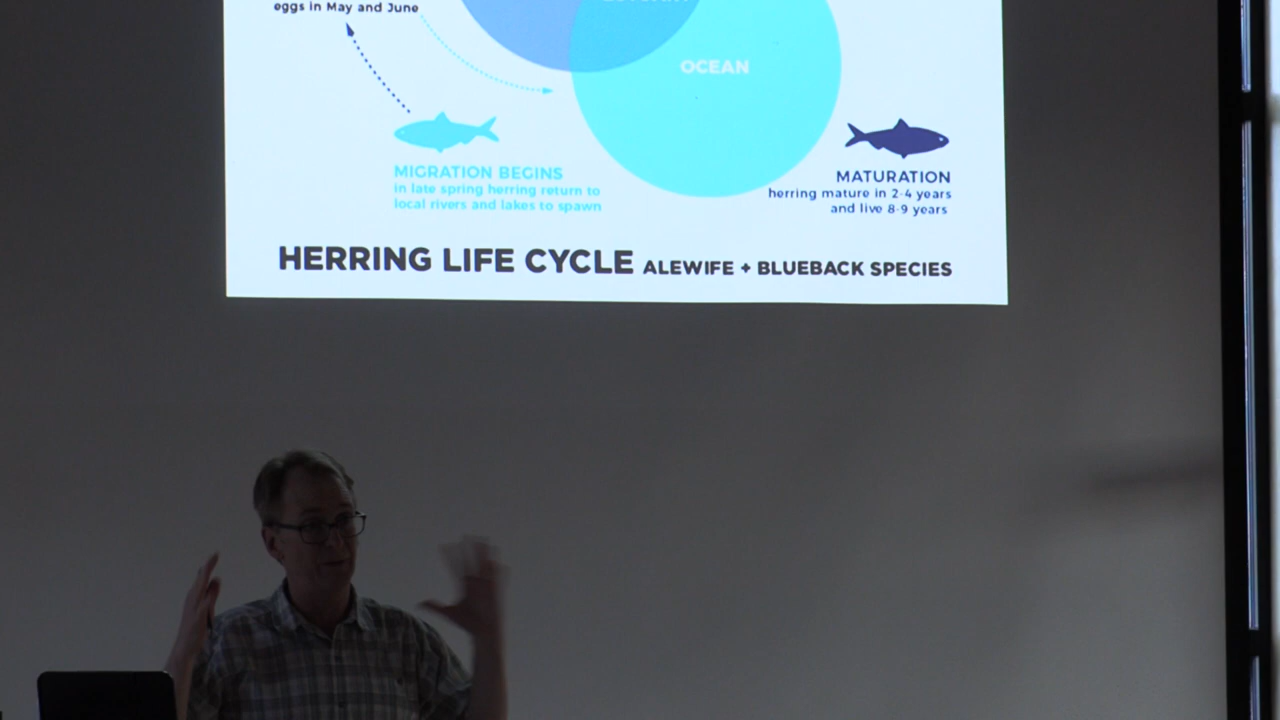 eggs in May and June
OCEAN
MIGRATION BEGINS
in late spring herring return to
local rivers and lakes to spawn
MATURATION
herring mature in 2-4 years
and live 8-9 years
HERRING LIFE CYCLE ALEWIFE + BLUEBACK SPECIES